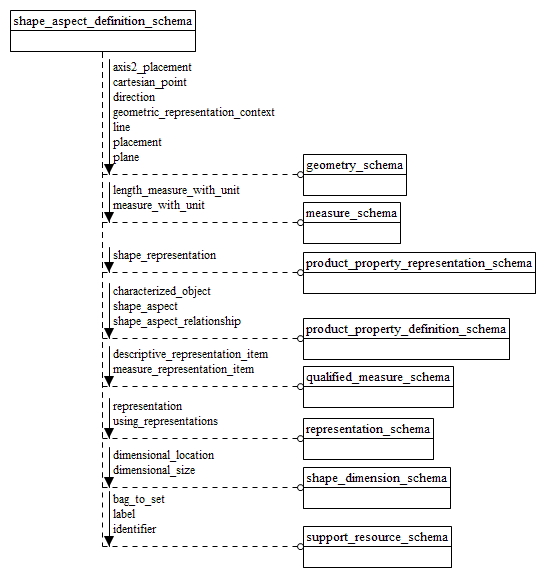 shape_aspect_definition_schema
axis2_placement
cartesian_point
direction
geometric_representation_context
line
placement
plane
geometry_schema
length_measure_with_unit
measure_with_unit
measure_schema
shape_representation
product_property_representation_schema
characterized_object
shape_aspect
shape_aspect_relationship
product_property_definition_schema
descriptive_representation_item
measure_representation_item
qualified_measure_schema
representation
using_representations
representation_schema
dimensional_location
dimensional_size
shape_dimension_schema
bag_to_set
label
identifier
support_resource_schema